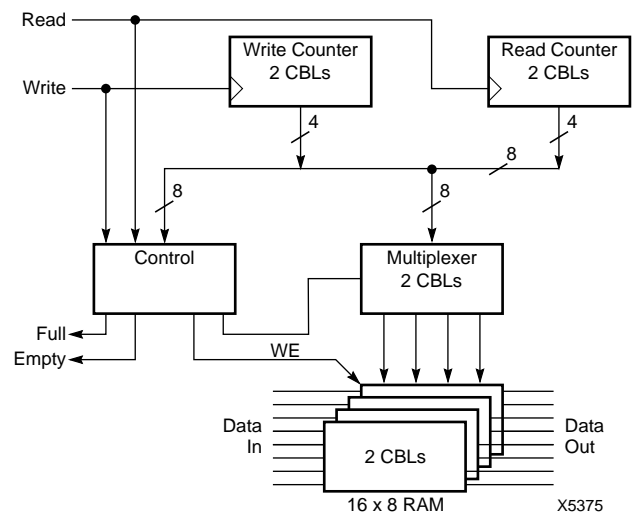 Read
Write
Write Counter
2 CBLs
Read Counter
2 CBLs
4
4
8
8
8
Control
Multiplexer
2 CBLs
Full
Empty
WE
Data
In
Data
Out
2 CBLs
16 x 8 RAM
X5375